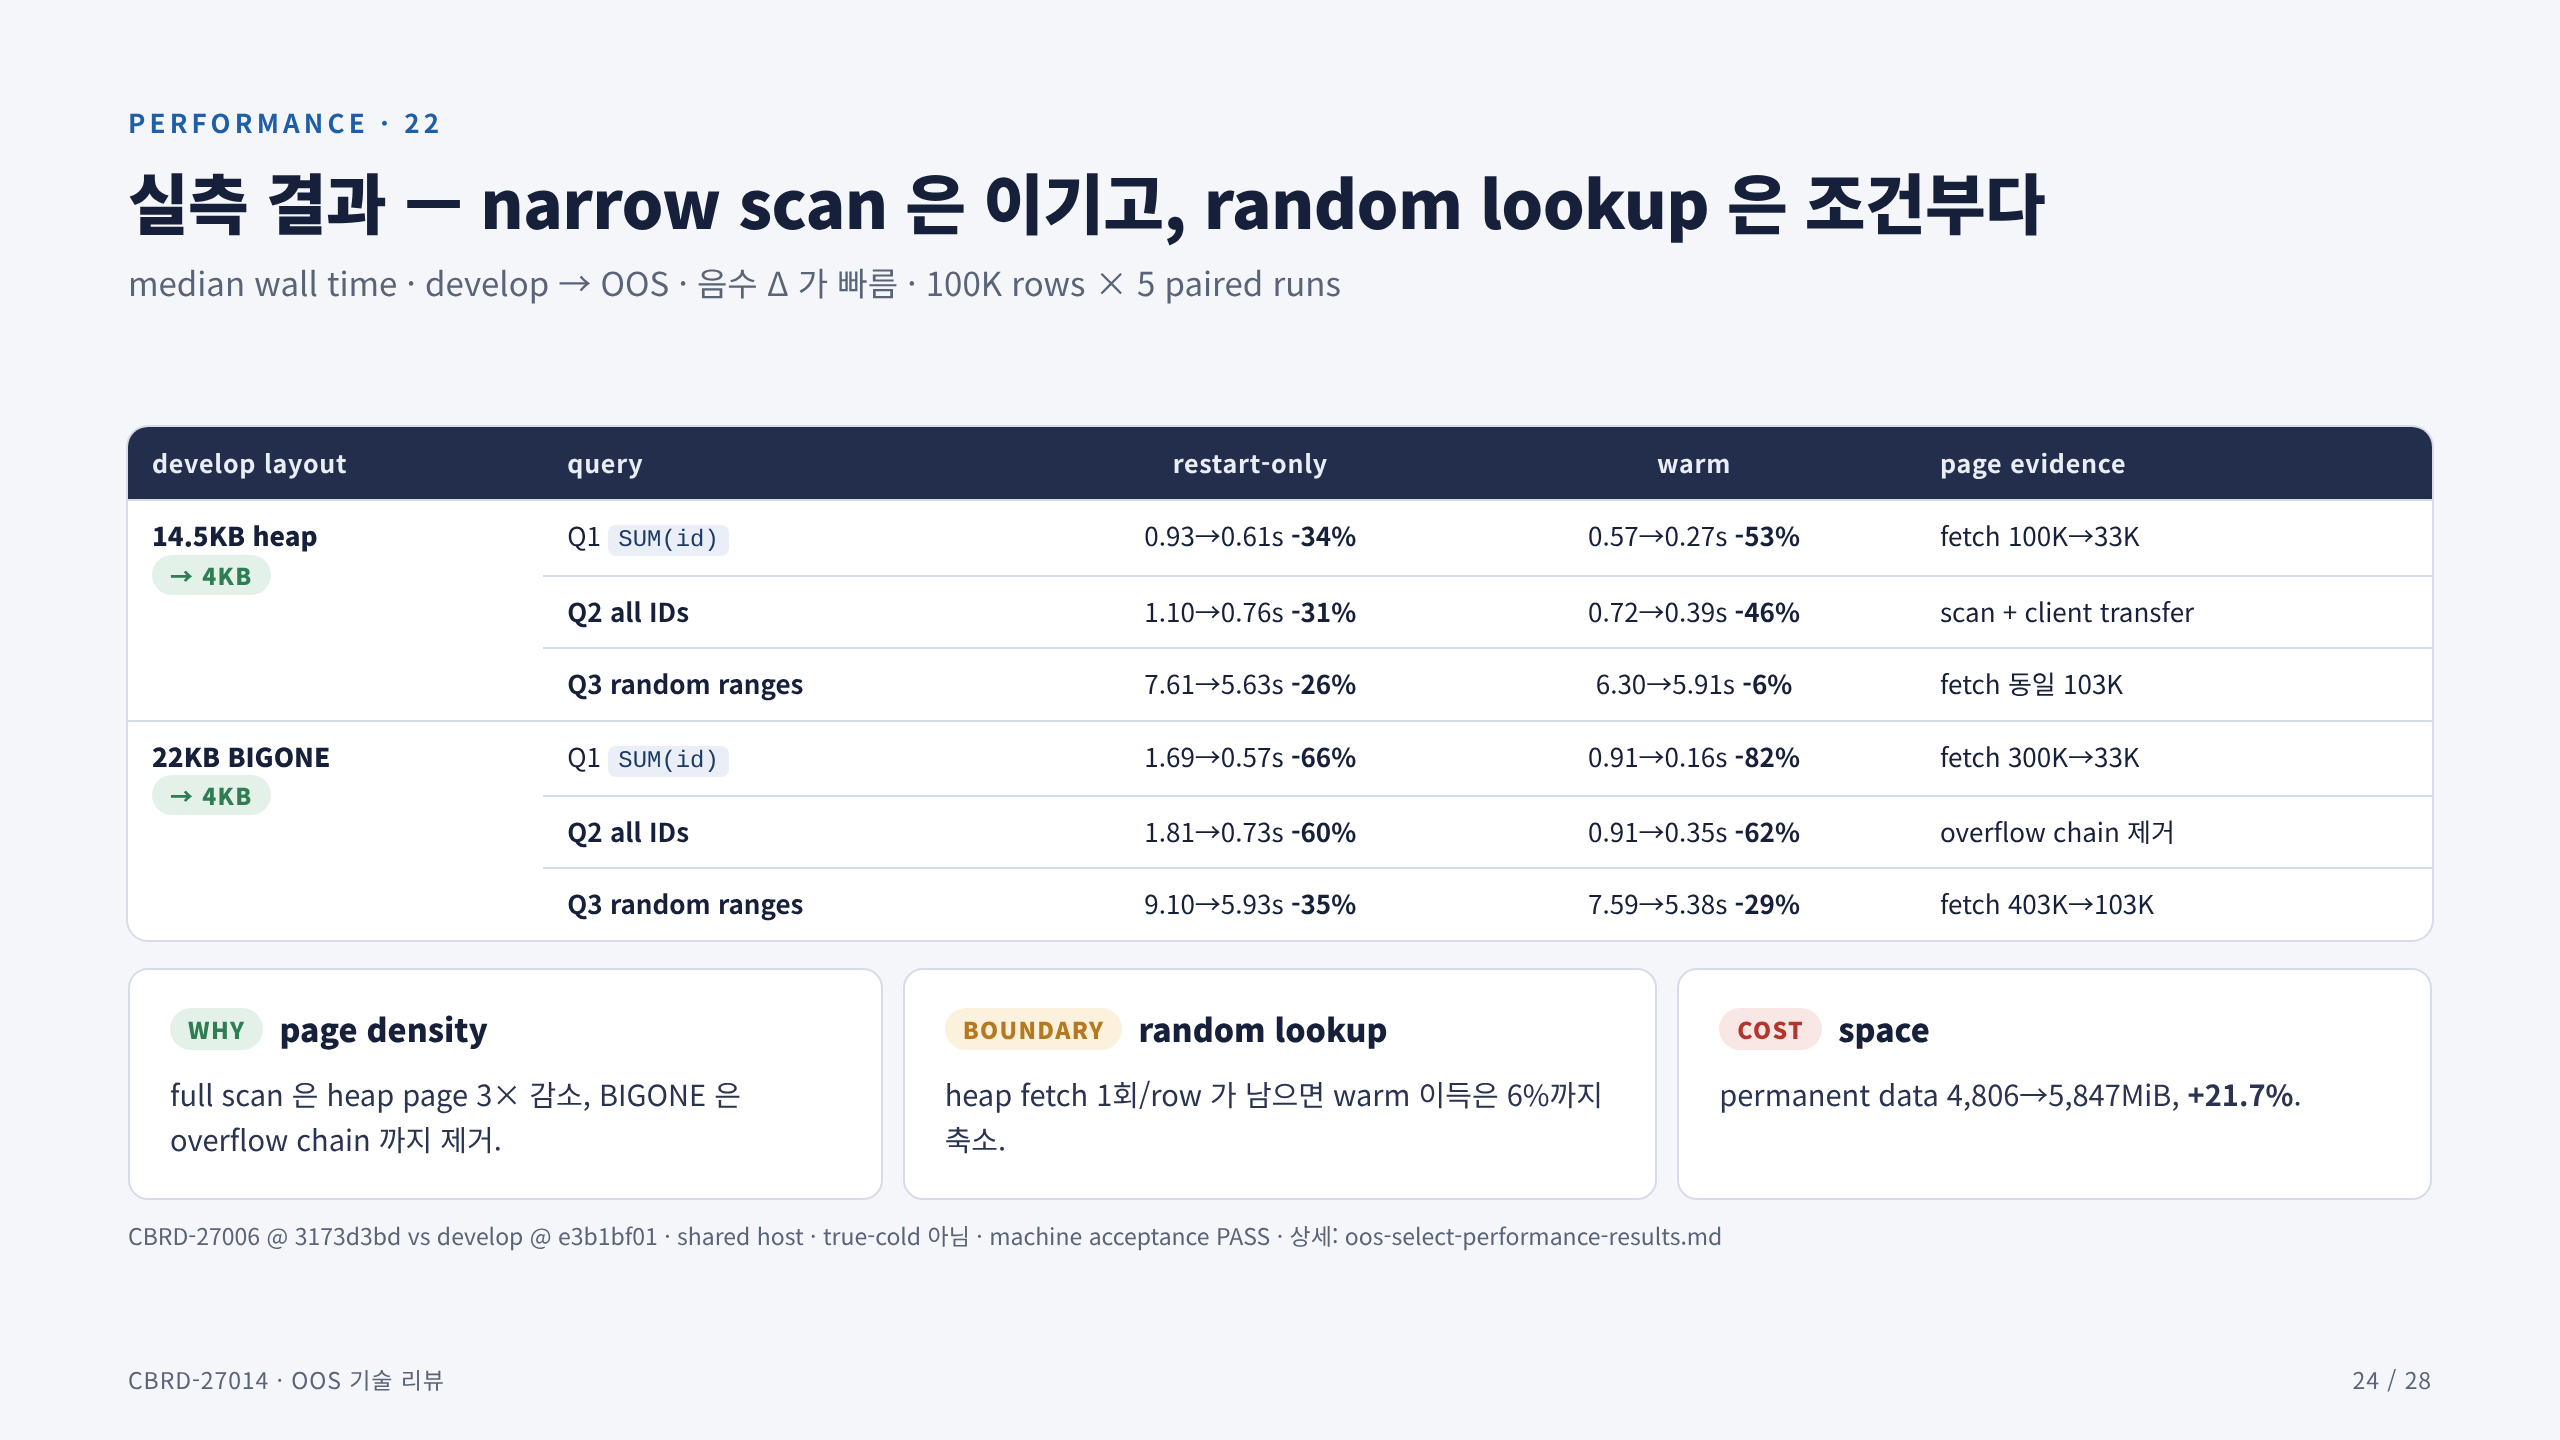 PERFORMANCE · 22
실측 결과 — narrow scan 은 이기고, random lookup 은 조건부다
median wall time · develop → OOS · 음수 Δ 가 빠름 · 100K rows × 5 paired runs
develop layout query restart-only warm page evidence
14.5KB heap Q1 SUM(id) 0.93→0.61s -34% 0.57→0.27s -53% fetch 100K→33K
→ 4KB
Q2 all IDs 1.10→0.76s -31% 0.72→0.39s -46% scan + client transfer
Q3 random ranges 7.61→5.63s -26% 6.30→5.91s -6% fetch 동일 103K
22KB BIGONE Q1 SUM(id) 1.69→0.57s -66% 0.91→0.16s -82% fetch 300K→33K
→ 4KB
Q2 all IDs 1.81→0.73s -60% 0.91→0.35s -62% overflow chain 제거
Q3 random ranges 9.10→5.93s -35% 7.59→5.38s -29% fetch 403K→103K
WHY page density
full scan 은 heap page 3× 감소, BIGONE 은
overflow chain 까지 제거.
BOUNDARY random lookup
heap fetch 1회/row 가 남으면 warm 이득은 6%까지
축소.
COST space
permanent data 4,806→5,847MiB, +21.7%.
CBRD-27006 @ 3173d3bd vs develop @ e3b1bf01 · shared host · true-cold 아님 · machine acceptance PASS · 상세: oos-select-performance-results.md
CBRD-27014 · OOS 기술 리뷰
24 / 28